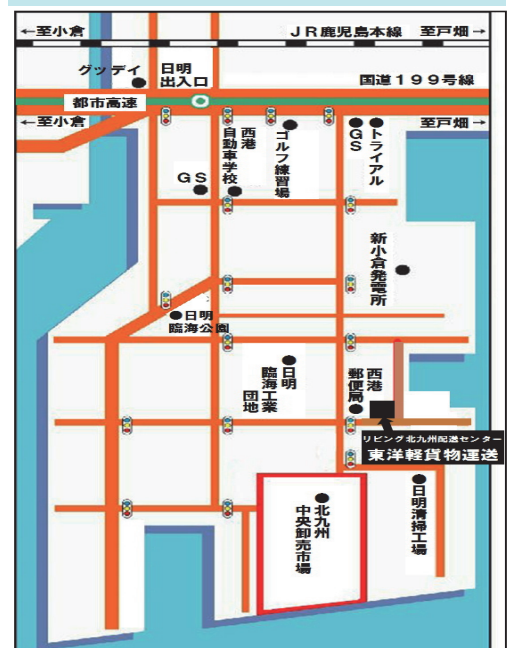 ←至小倉
JR鹿児島本線
至戸畑→
グッデイ
日明
出入口
国道199号線
都市高速
←至小倉
至戸畑→
西港
自動車学校
ゴルフ練習場
トライアル
GS
GS
新小倉発電所
日明
臨海公園
日明
臨海工業
団地
西港
郵便局
リビング北九州配送センター
東洋軽貨物運送
北九州
中央卸売市場
日明清掃工場